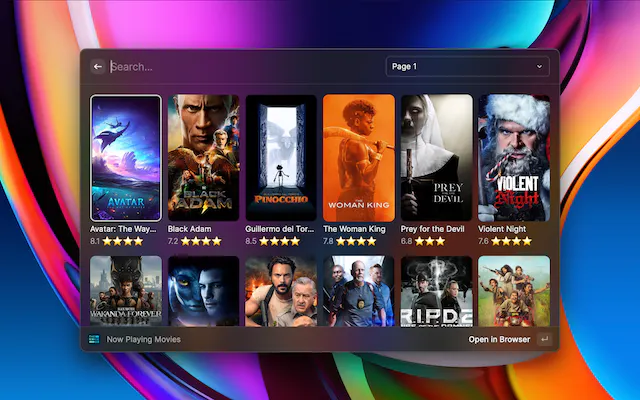 Search...
Page 1
AVATAR
BLACK
ADAM
PINOCCHIO
THE
WOMAN KING
PREY
FOR THE
DEVIL
VIOLENT
Night
Avatar: The Way...
Black Adam
Guillermo del Tor...
The Woman King
Prey for the Devil
Violent Night
8.1 ⭐⭐⭐⭐
7.2 ⭐⭐⭐⭐
8.5 ⭐⭐⭐⭐
7.8 ⭐⭐⭐⭐
6.8 ⭐⭐⭐
7.6 ⭐⭐⭐⭐
WAKANDA FOREVER
R.I.P.D. 2
Now Playing Movies
Open in Browser